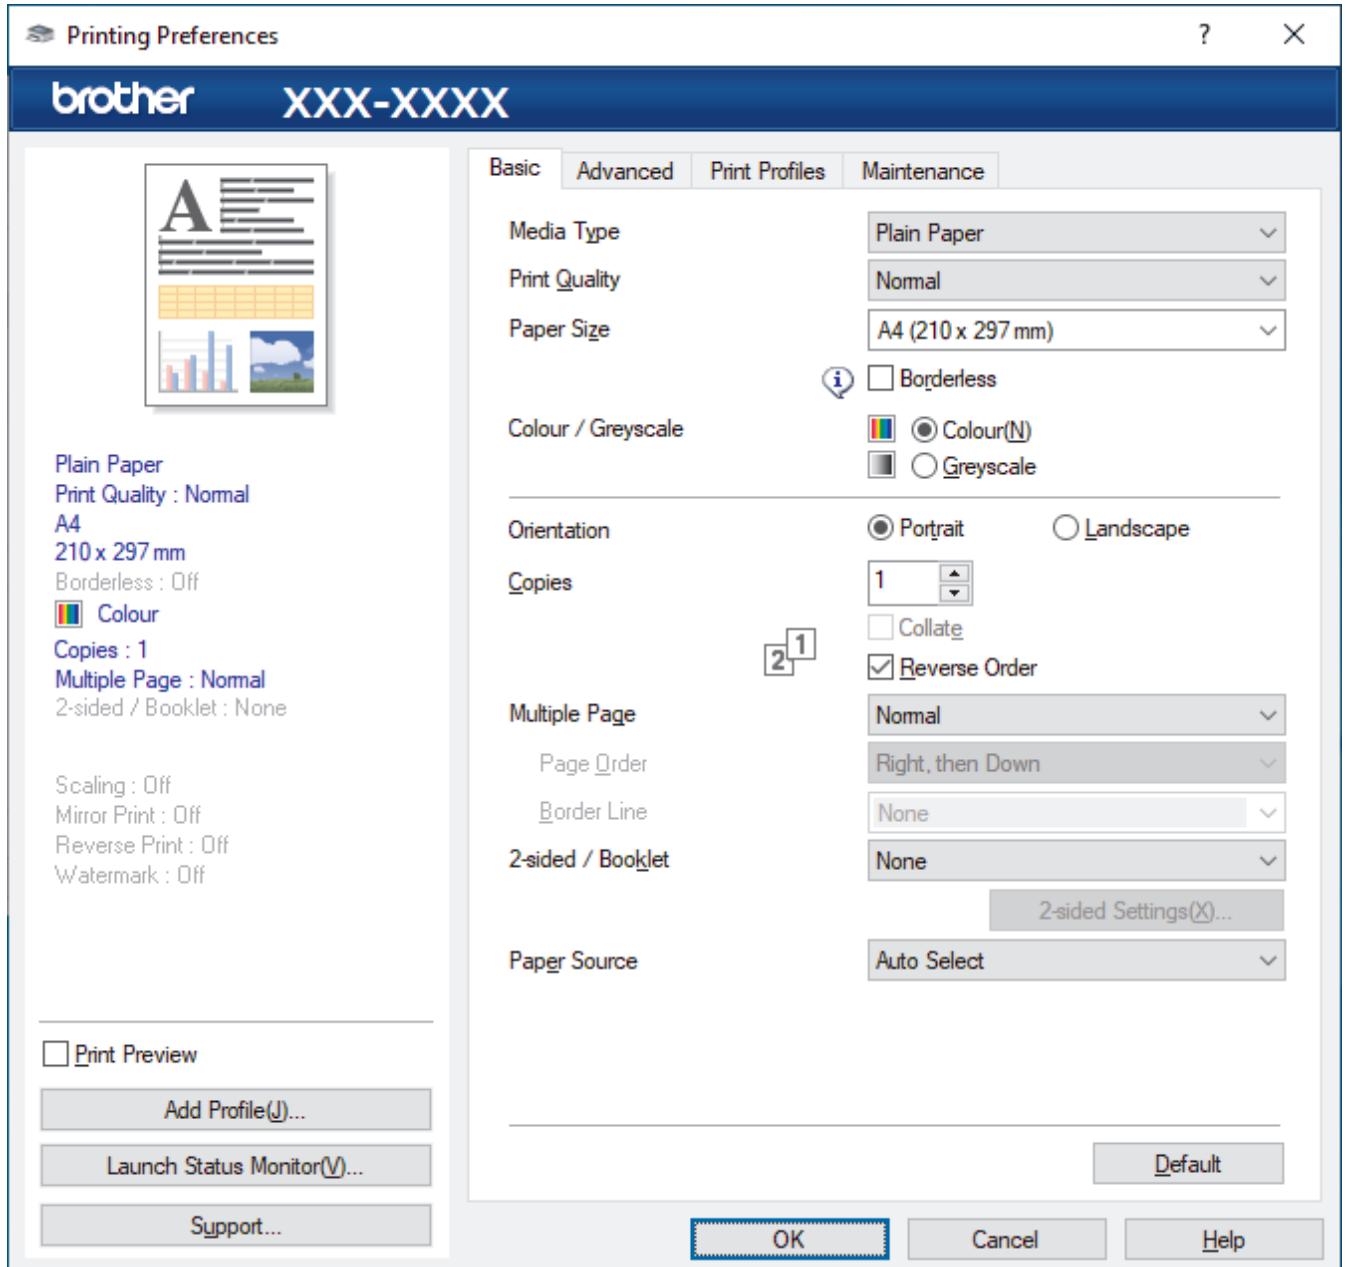 Printing Preferences
?
brother XXX-XXXX
A
Plain Paper
Print Quality : Normal
A4
210 x 297 mm
Borderless : Off
Colour
Copies : 1
Multiple Page : Normal
2-sided / Booklet : None
Scaling : Off
Mirror Print : Off
Reverse Print : Off
Watermark : Off
Print Preview
Add Profile(J)...
Launch Status Monitor(V)...
Support...
Basic Advanced Print Profiles Maintenance
Media Type Plain Paper
Print Quality Normal
Paper Size A4 (210 x 297 mm)
i Borderless
Colour / Greyscale Colour(N)
Greyscale
Orientation Portrait Landscape
Copies 1
Collate
2 1 Reverse Order
Multiple Page Normal
Page Order Right, then Down
Border Line None
2-sided / Booklet None
2-sided Settings(X)...
Paper Source Auto Select
Default
OK Cancel Help